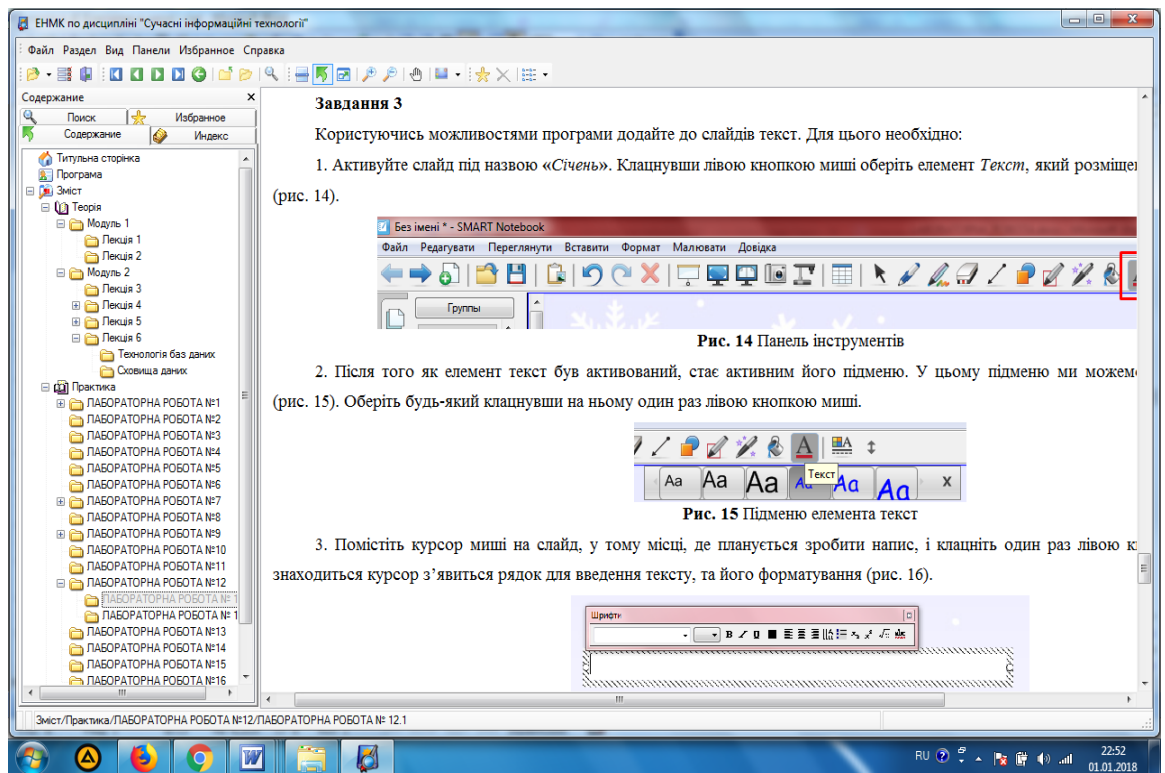 ЕНМК по дисципліні "Сучасні інформаційні технології"
Файл Раздел Вид Панели Избранное Справка
Содержание
Поиск Избранное
Содержание Индекс
Титульна сторінка
Програма
Зміст
Теорія
Модуль 1
Лекція 1
Лекція 2
Модуль 2
Лекція 3
Лекція 4
Лекція 5
Лекція 6
Технологія баз даних
Сховища даних
Практика
ЛАБОРАТОРНА РОБОТА №1
ЛАБОРАТОРНА РОБОТА №2
ЛАБОРАТОРНА РОБОТА №3
ЛАБОРАТОРНА РОБОТА №4
ЛАБОРАТОРНА РОБОТА №5
ЛАБОРАТОРНА РОБОТА №6
ЛАБОРАТОРНА РОБОТА №7
ЛАБОРАТОРНА РОБОТА №8
ЛАБОРАТОРНА РОБОТА №9
ЛАБОРАТОРНА РОБОТА №10
ЛАБОРАТОРНА РОБОТА №11
ЛАБОРАТОРНА РОБОТА №12
ЛАБОРАТОРНА РОБОТА № 1
ЛАБОРАТОРНА РОБОТА № 1
ЛАБОРАТОРНА РОБОТА №13
ЛАБОРАТОРНА РОБОТА №14
ЛАБОРАТОРНА РОБОТА №15
ЛАБОРАТОРНА РОБОТА №16
Завдання 3
Користуючись можливостями програми додайте до слайдів текст. Для цього необхідно:
1. Активуйте слайд під назвою «Січень». Клацнувши лівою кнопкою миші оберіть елемент Текст, який розміщен
(рис. 14).
Без імені * - SMART Notebook
Файл Редагувати Переглянути Вставити Формат Малювати Довідка
Группы
Рис. 14 Панель інструментів
2. Після того як елемент текст був активований, стає активним його підменю. У цьому підменю ми можемо
(рис. 15). Оберіть будь-який клацнувши на ньому один раз лівою кнопкою миші.
A
Текст
Aa Aa Aa Aa Aa Aa x
Рис. 15 Підменю елемента текст
3. Помістіть курсор миші на слайд, у тому місці, де планується зробити напис, і клацніть один раз лівою
знаходиться курсор з’явиться рядок для введення тексту, та його форматування (рис. 16).
Шрифти
Зміст/Практика/ЛАБОРАТОРНА РОБОТА №12/ЛАБОРАТОРНА РОБОТА № 12.1
RU 22:52
01.01.2018